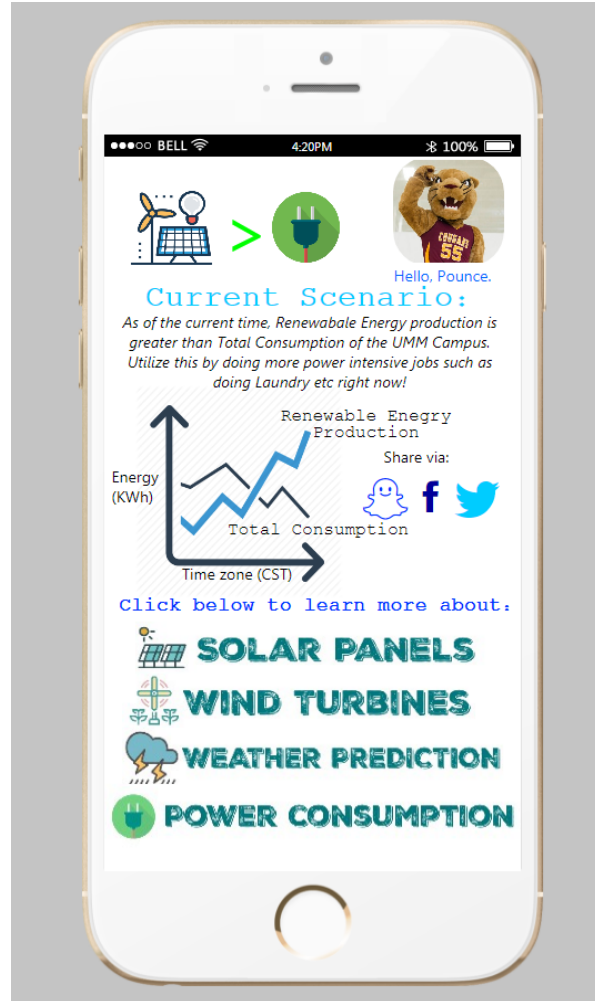 BELL
4:20PM
100%
>
COUGARS
55
Hello, Pounce.
Current Scenario:
As of the current time, Renewabale Energy production is
greater than Total Consumption of the UMM Campus.
Utilize this by doing more power intensive jobs such as
doing Laundry etc right now!
Renewable Enegry
Production
Share via:
Energy
(KWh)
f
Total Consumption
Time zone (CST)
Click below to learn more about:
SOLAR PANELS
WIND TURBINES
WEATHER PREDICTION
POWER CONSUMPTION